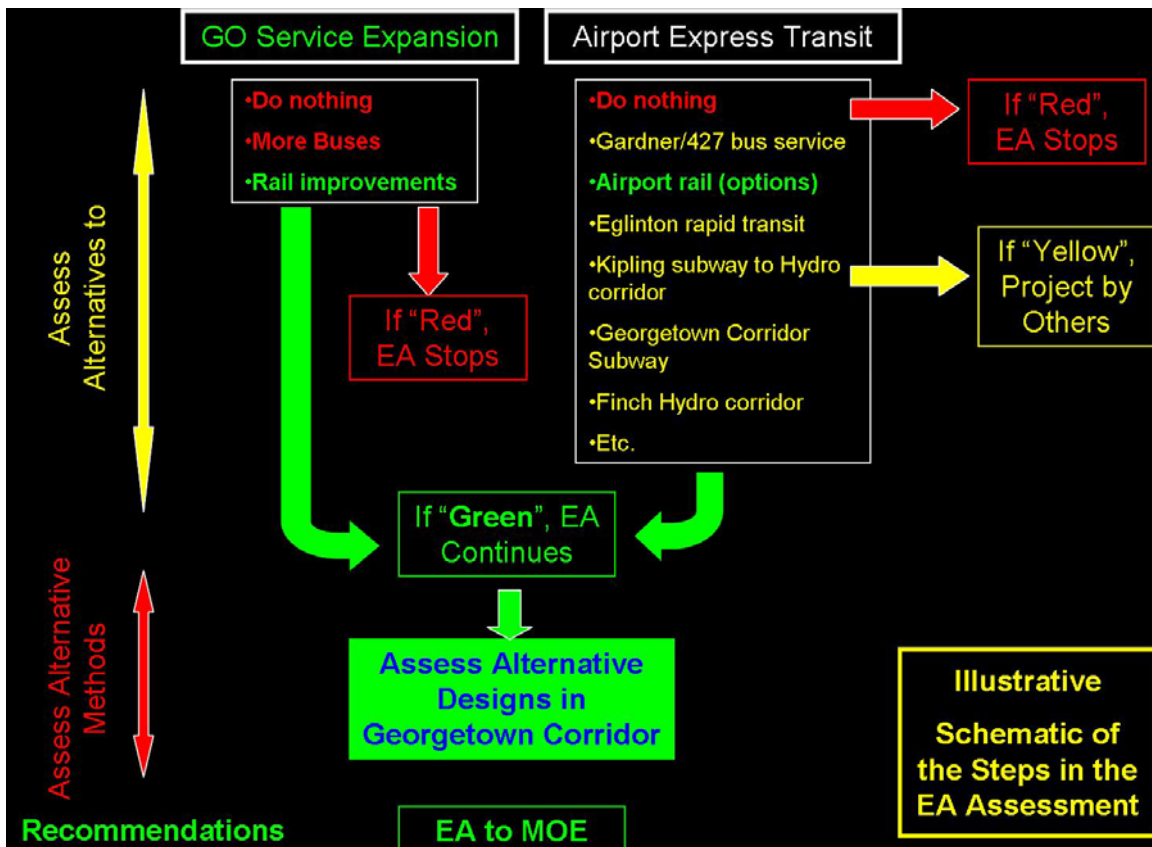 GO Service Expansion
Airport Express Transit
•Do nothing
•More Buses
•Rail improvements
•Do nothing
•Gardner/427 bus service
•Airport rail (options)
•Eglinton rapid transit
•Kipling subway to Hydro
corridor
•Georgetown Corridor
Subway
•Finch Hydro corridor
•Etc.
If “Red”,
EA Stops
If “Yellow”,
Project by
Others
If “Red”,
EA Stops
Assess
Alternatives to
If “Green”, EA
Continues
Assess Alternative
Methods
Assess Alternative
Designs in
Georgetown Corridor
Illustrative
Schematic of
the Steps in the
EA Assessment
Recommendations
EA to MOE